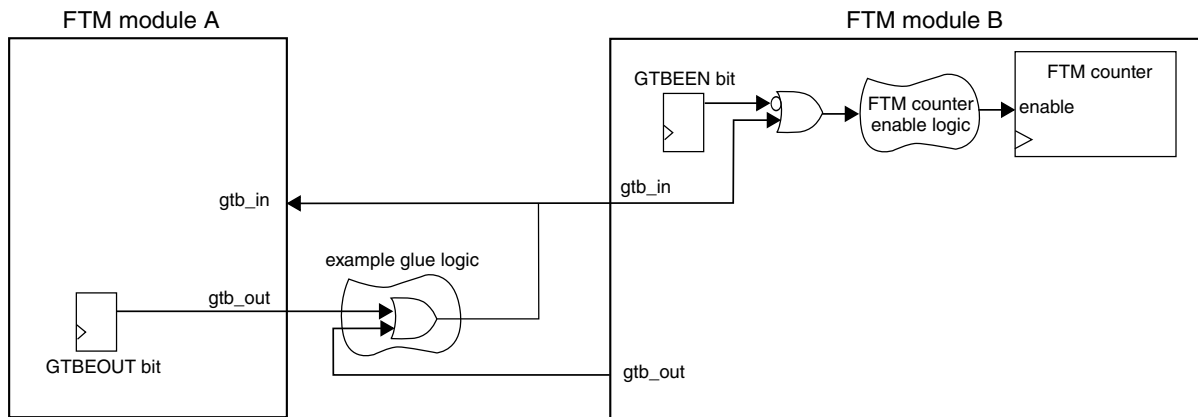 FTM module A
FTM module B
GTBEEN bit
FTM counter
enable
FTM counter
enable logic
gtb_in
gtb_in
example glue logic
gtb_out
GTBEOUT bit
gtb_out